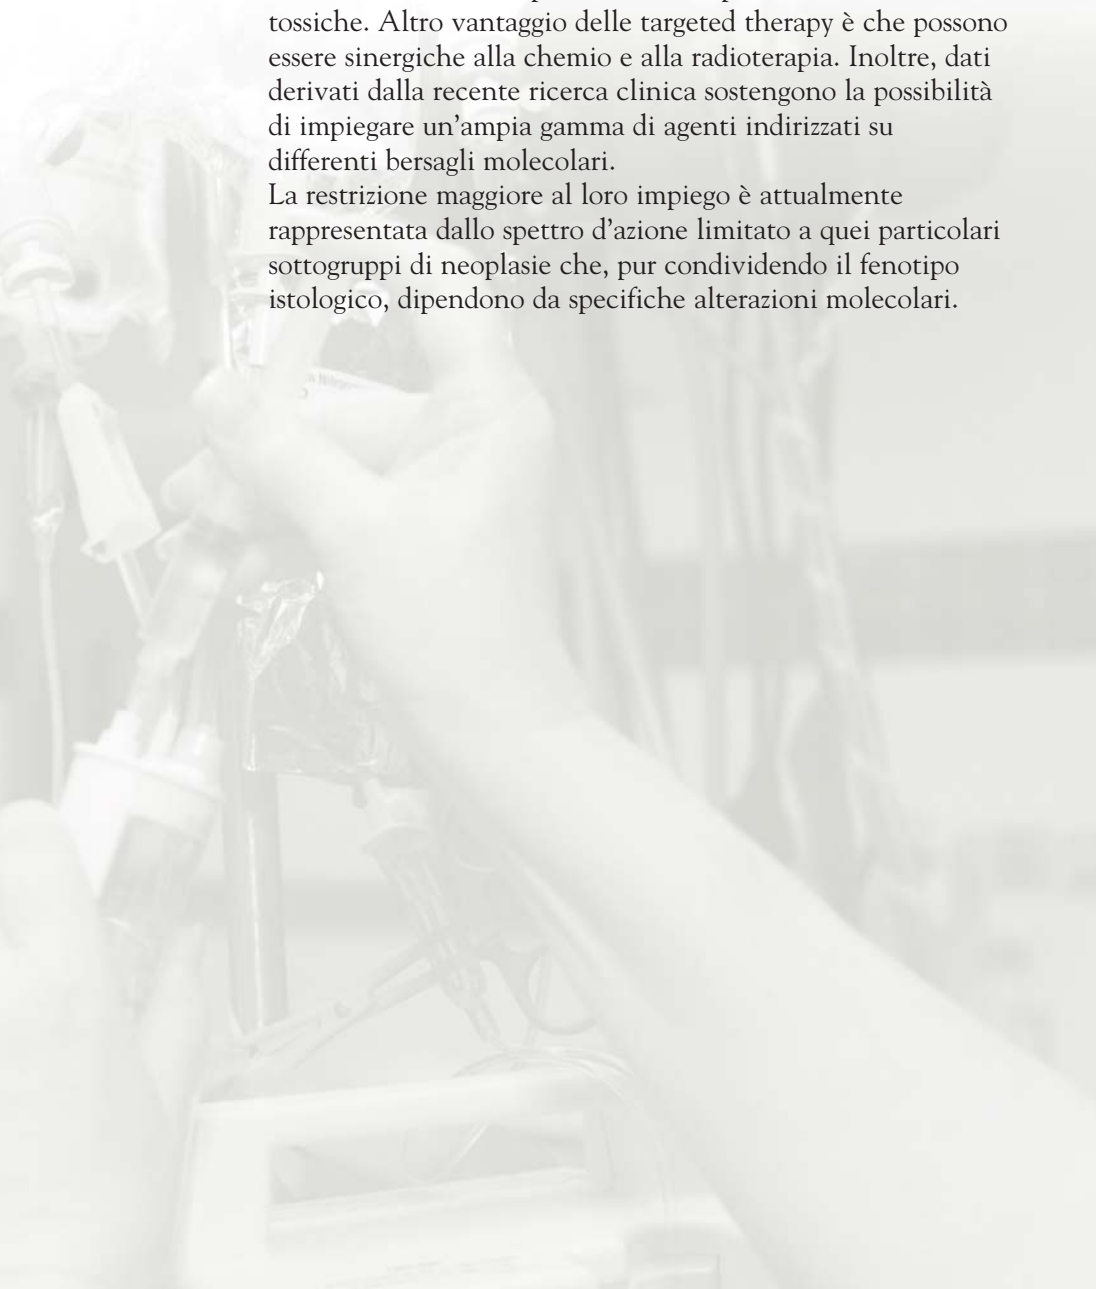 tossiche. Altro vantaggio delle targeted therapy è che possono
essere sinergiche alla chemio e alla radioterapia. Inoltre, dati
derivati dalla recente ricerca clinica sostengono la possibilità
di impiegare un’ampia gamma di agenti indirizzati su
differenti bersagli molecolari.
La restrizione maggiore al loro impiego è attualmente
rappresentata dallo spettro d’azione limitato a quei particolari
sottogruppi di neoplasie che, pur condividendo il fenotipo
istologico, dipendono da specifiche alterazioni molecolari.